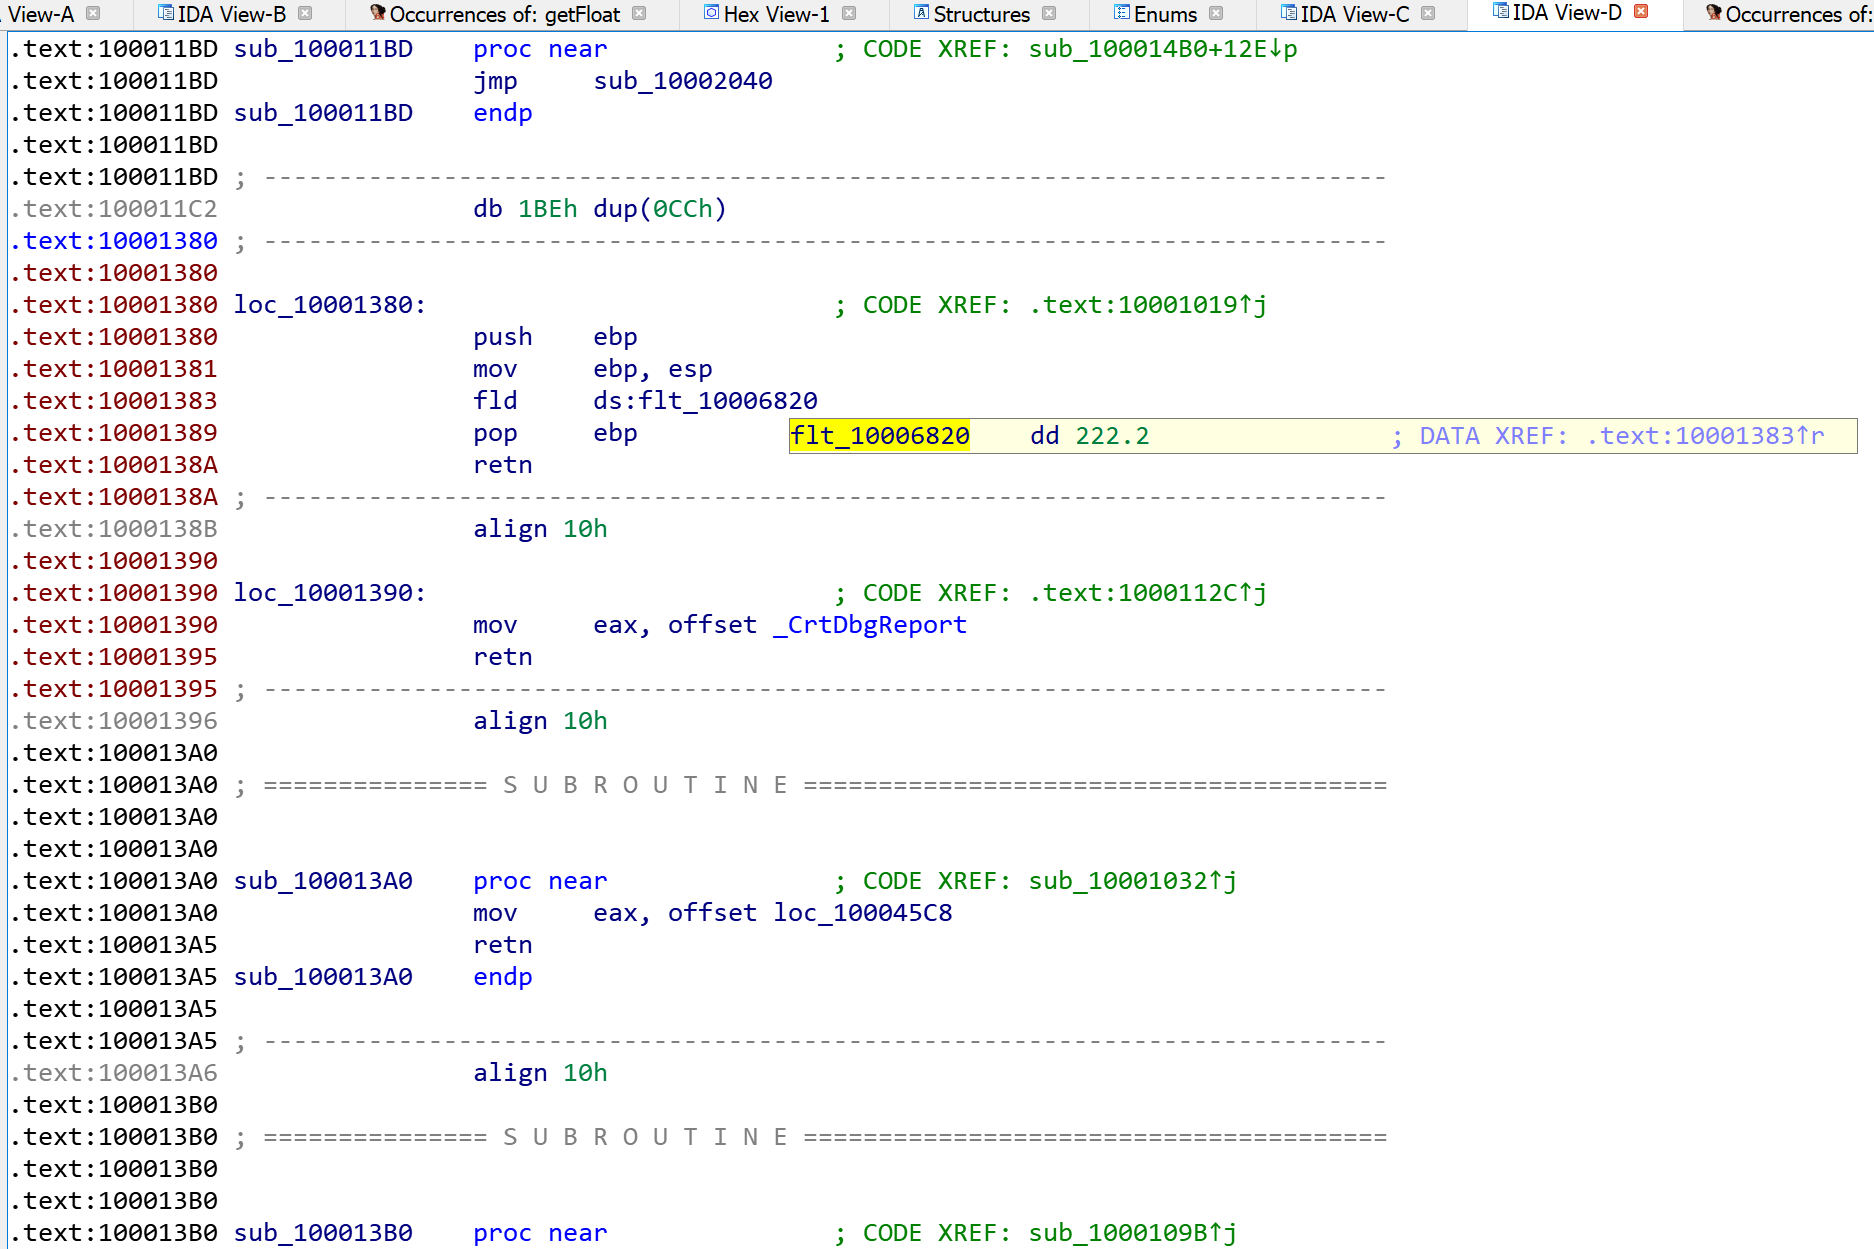 View-A IDA View-B Occurrences of: getFloat Hex View-1 Structures Enums IDA View-C IDA View-D Occurrences of:
.text:100011BD sub_100011BD proc near ; CODE XREF: sub_100014B0+12E↓p
.text:100011BD jmp sub_10002040
.text:100011BD sub_100011BD endp
.text:100011BD
.text:100011BD ; ---------------------------------------------------------------------------
.text:100011C2 db 1BEh dup(0CCh)
.text:10001380 ; ---------------------------------------------------------------------------
.text:10001380
.text:10001380 loc_10001380: ; CODE XREF: .text:10001019↑j
.text:10001380 push ebp
.text:10001381 mov ebp, esp
.text:10001383 fld ds:flt_10006820
.text:10001389 pop ebp
flt_10006820 dd 222.2 ; DATA XREF: .text:10001383↑r
.text:1000138A retn
.text:1000138A ; ---------------------------------------------------------------------------
.text:1000138B align 10h
.text:10001390
.text:10001390 loc_10001390: ; CODE XREF: .text:1000112C↑j
.text:10001390 mov eax, offset _CrtDbgReport
.text:10001395 retn
.text:10001395 ; ---------------------------------------------------------------------------
.text:10001396 align 10h
.text:100013A0
.text:100013A0 ; =============== S U B R O U T I N E =======================================
.text:100013A0
.text:100013A0
.text:100013A0 sub_100013A0 proc near ; CODE XREF: sub_10001032↑j
.text:100013A0 mov eax, offset loc_100045C8
.text:100013A5 retn
.text:100013A5 sub_100013A0 endp
.text:100013A5
.text:100013A5 ; ---------------------------------------------------------------------------
.text:100013A6 align 10h
.text:100013B0
.text:100013B0 ; =============== S U B R O U T I N E =======================================
.text:100013B0
.text:100013B0
.text:100013B0 sub_100013B0 proc near ; CODE XREF: sub_1000109B↑j